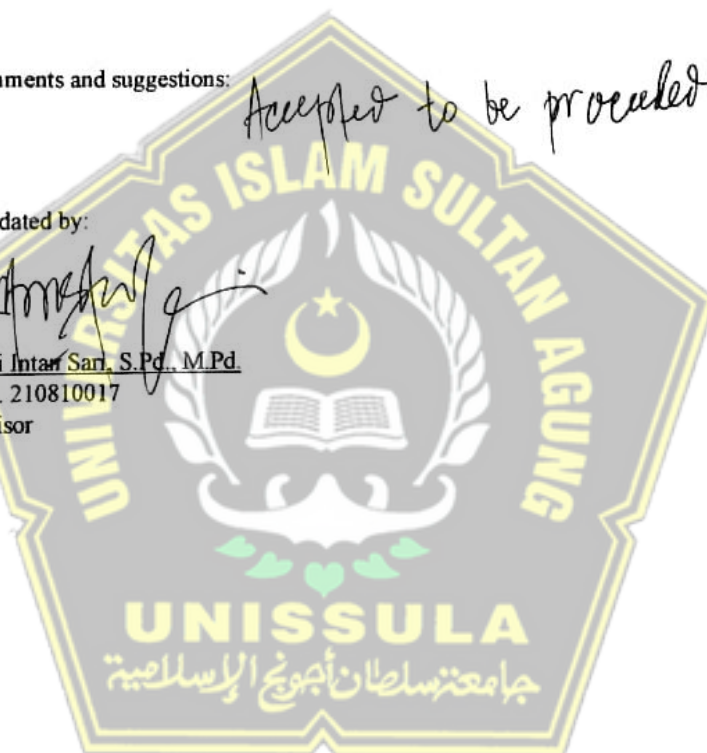 nments and suggestions:
Accepted to be proceeded
dated by:
i Intan Sari, S.Pd., M.Pd.
. 210810017
isor
UNIVERSITAS ISLAM SULTAN AGUNG
UNISSULA
جامعة سلطان أجونج الإسلامية